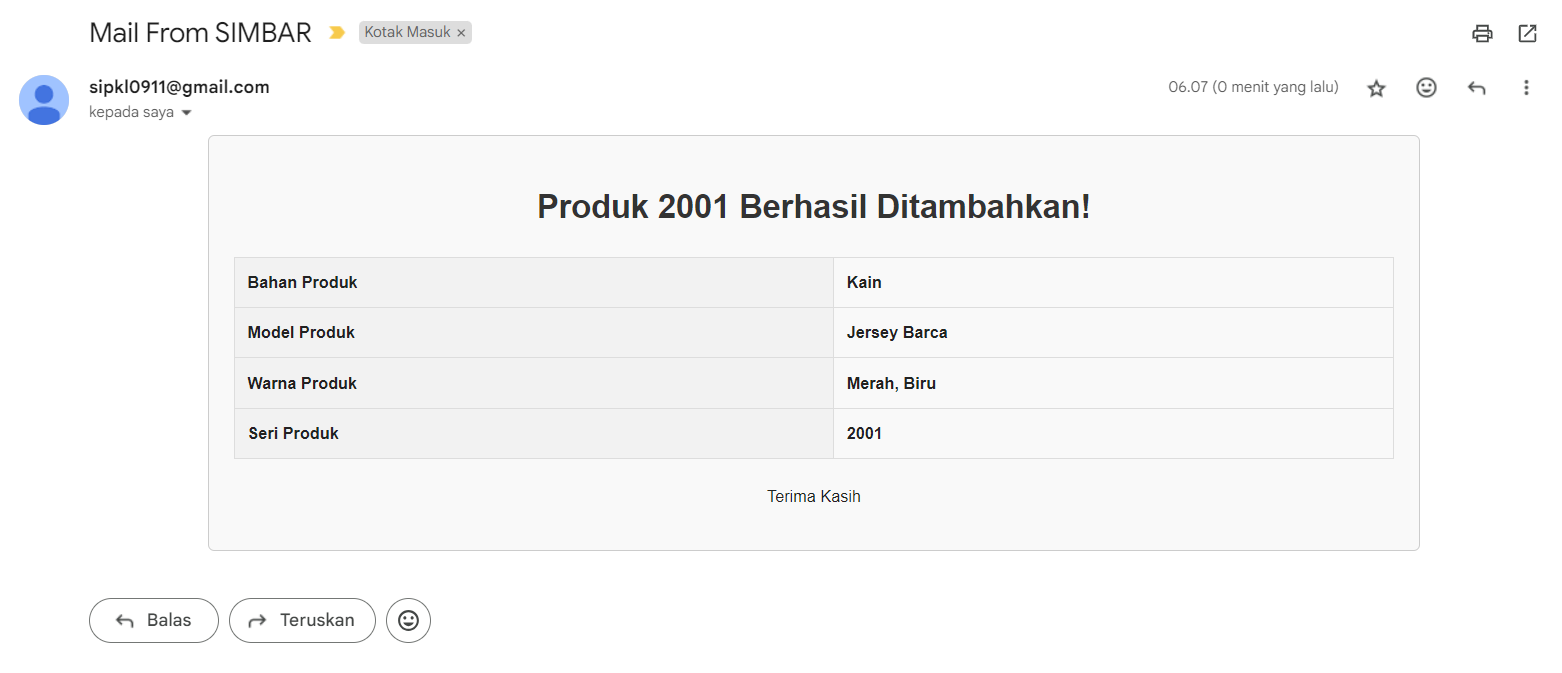 Mail From SIMBAR Kotak Masuk ×
sipkl0911@gmail.com 06.07 (0 menit yang lalu)
kepada saya
Produk 2001 Berhasil Ditambahkan!
Bahan Produk Kain
Model Produk Jersey Barca
Warna Produk Merah, Biru
Seri Produk 2001
Terima Kasih
Balas Teruskan